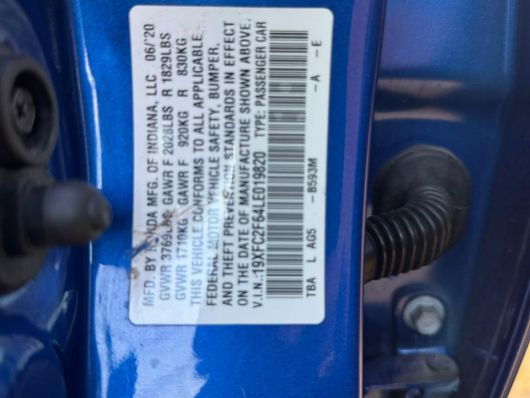 MFD. BY HONDA MFG. OF INDIANA, LLC 06/'20
GVWR 3769LBS GAWR F 2028LBS R 1829LBS
GVWR 1710KG GAWR F 920KG R 830KG
THIS VEHICLE CONFORMS TO ALL APPLICABLE
FEDERAL MOTOR VEHICLE SAFETY, BUMPER,
AND THEFT PREVENTION STANDARDS IN EFFECT
ON THE DATE OF MANUFACTURE SHOWN ABOVE.
V.I.N.:19XFC2F64LE019820 TYPE: PASSENGER CAR
TBA L AG5 -B593M -A -E